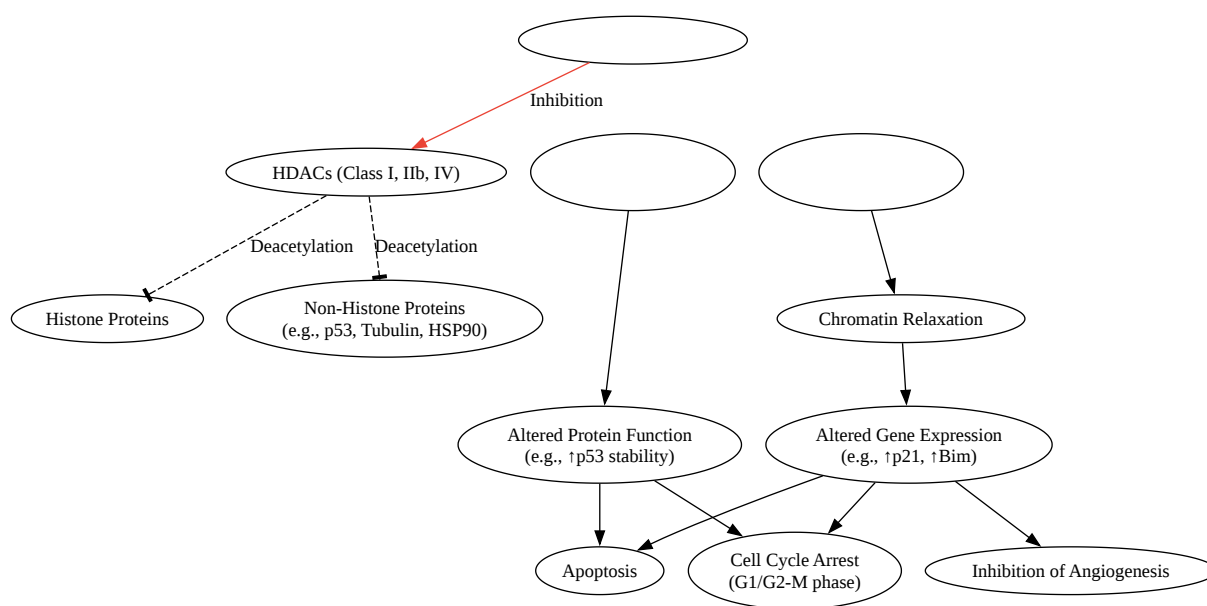 Inhibition
HDACs (Class I, IIb, IV)
Deacetylation
Deacetylation
Histone Proteins
Non-Histone Proteins
(e.g., p53, Tubulin, HSP90)
Chromatin Relaxation
Altered Protein Function
(e.g., ↑p53 stability)
Altered Gene Expression
(e.g., ↑p21, ↑Bim)
Apoptosis
Cell Cycle Arrest
(G1/G2-M phase)
Inhibition of Angiogenesis